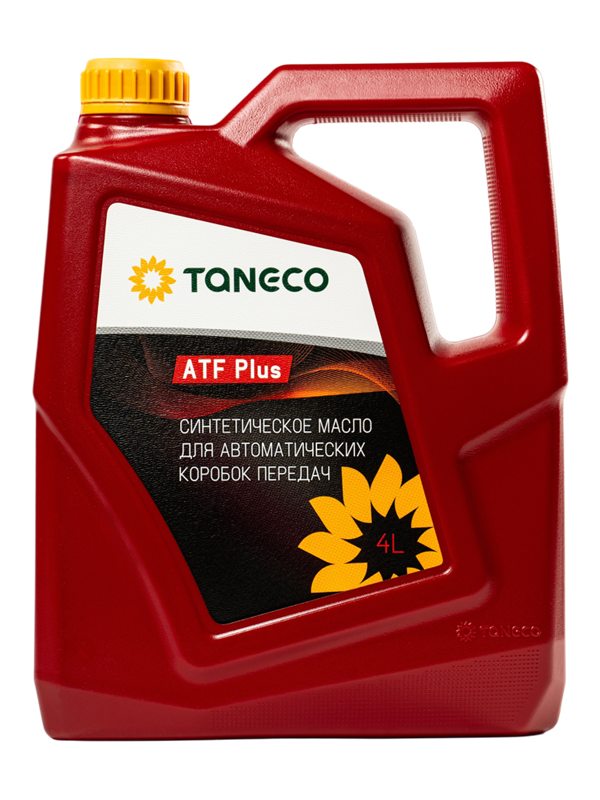 TANECO
ATF Plus
СИНТЕТИЧЕСКОЕ МАСЛО
ДЛЯ АВТОМАТИЧЕСКИХ
КОРОБОК ПЕРЕДАЧ
4L
TANECO